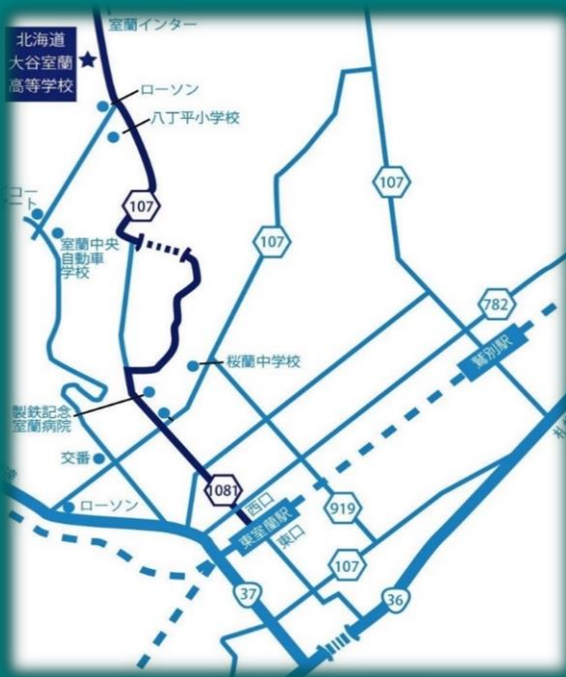 室蘭インター
北海道
大谷室蘭
高等学校
ローソン
八丁平小学校
107
107
107
室蘭中央
自動車
学校
782
鷲別駅
桜蘭中学校
製鉄記念
室蘭病院
交番
1081
西口
ローソン
919
東室蘭駅
東口
107
37
36